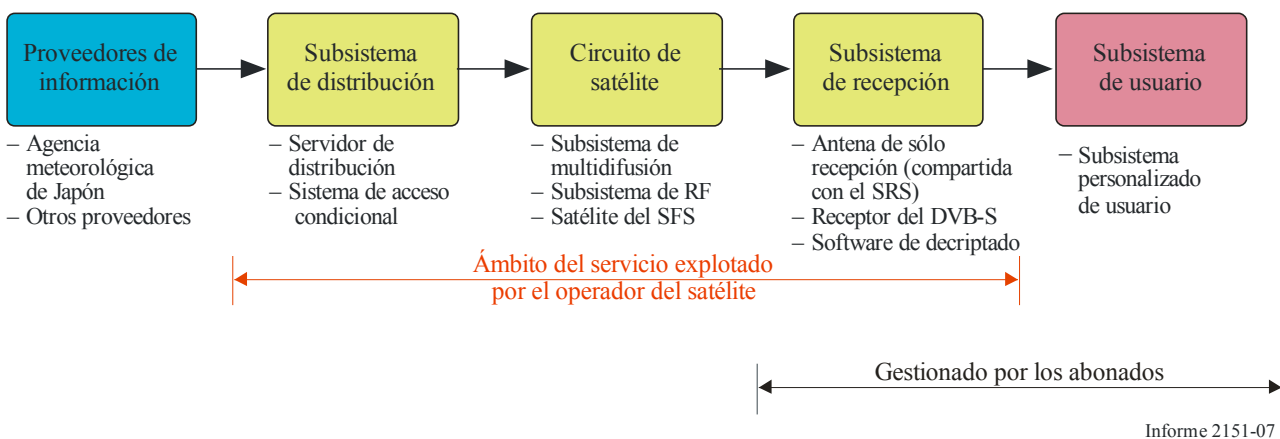 Proveedores de
información
Subsistema
de distribución
Circuito de
satélite
Subsistema
de recepción
Subsistema
de usuario
– Agencia
meteorológica
de Japón
– Otros proveedores
– Servidor de
distribución
– Sistema de acceso
condicional
– Subsistema de
multidifusión
– Subsistema de RF
– Satélite del SFS
– Antena de sólo
recepción (compartida
con el SRS)
– Receptor del DVB-S
– Software de decriptado
– Subsistema
personalizado
de usuario
Ámbito del servicio explotado
por el operador del satélite
Gestionado por los abonados
Informe 2151-07